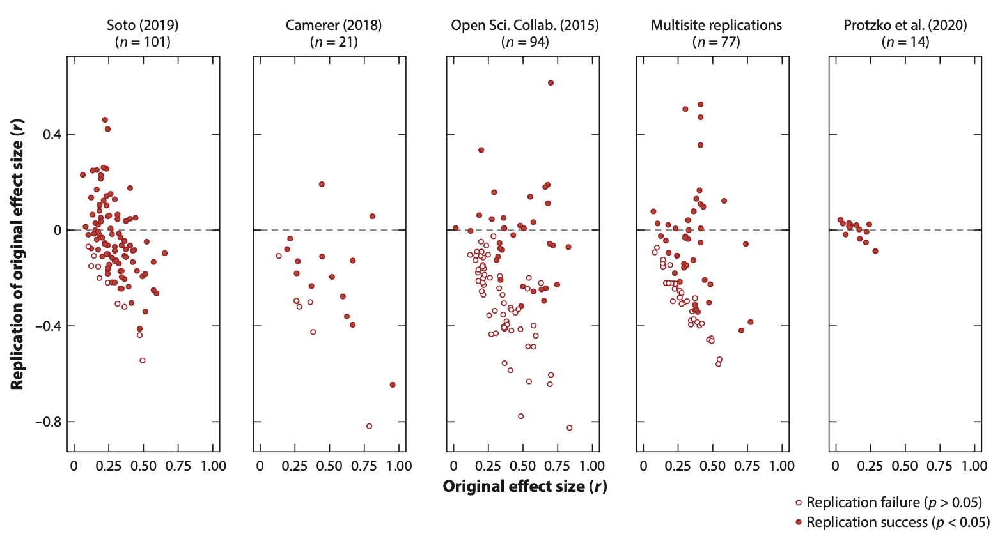 Soto (2019)
(n = 101)
Camerer (2018)
(n = 21)
Open Sci. Collab. (2015)
(n = 94)
Multisite replications
(n = 77)
Protzko et al. (2020)
(n = 14)
Replication of original effect size (r)
0.4
0
−0.4
−0.8
0 0.25 0.50 0.75 1.00
0 0.25 0.50 0.75 1.00
0 0.25 0.50 0.75 1.00
0 0.25 0.50 0.75 1.00
0 0.25 0.50 0.75 1.00
Original effect size (r)
Replication failure (p > 0.05)
Replication success (p < 0.05)